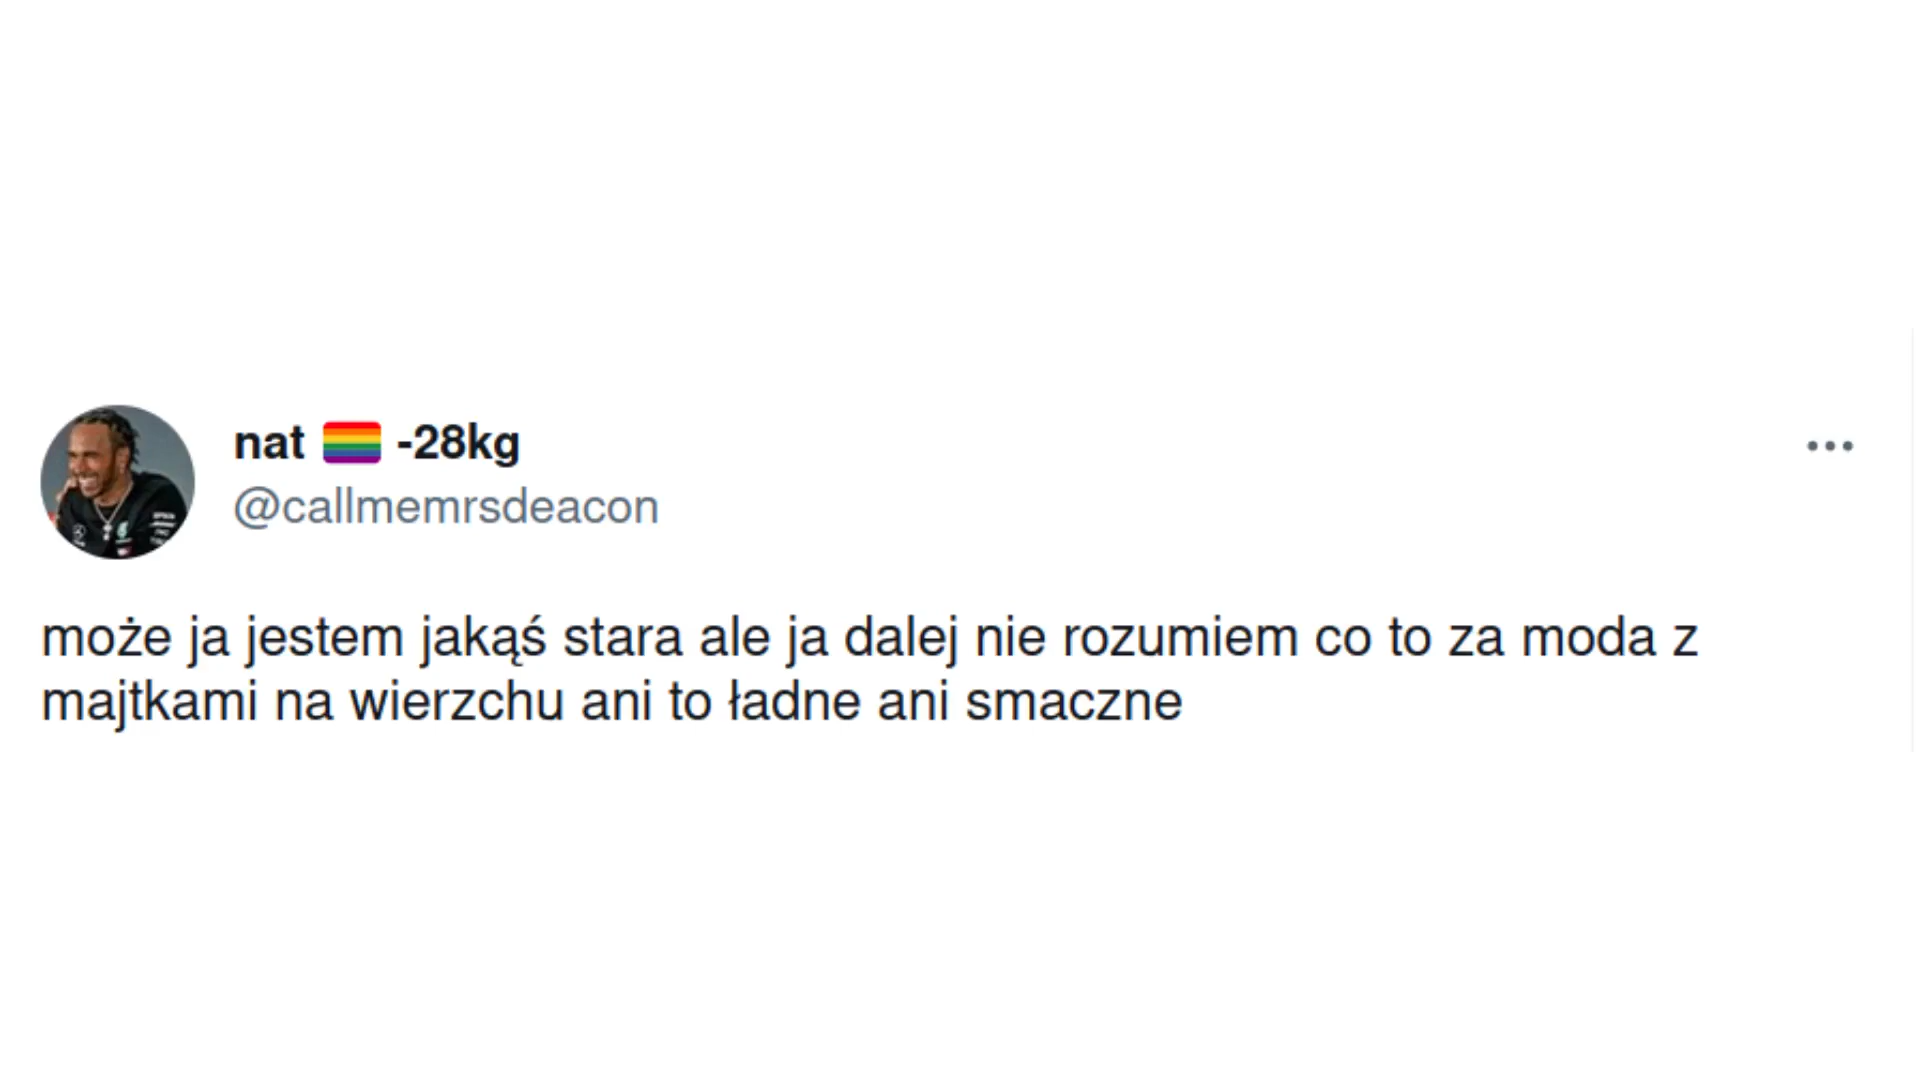 nat 🏳️‍🌈 -28kg
@callmemrsdeacon
może ja jestem jakąś stara ale ja dalej nie rozumiem co to za moda z
majtkami na wierzchu ani to ładne ani smaczne